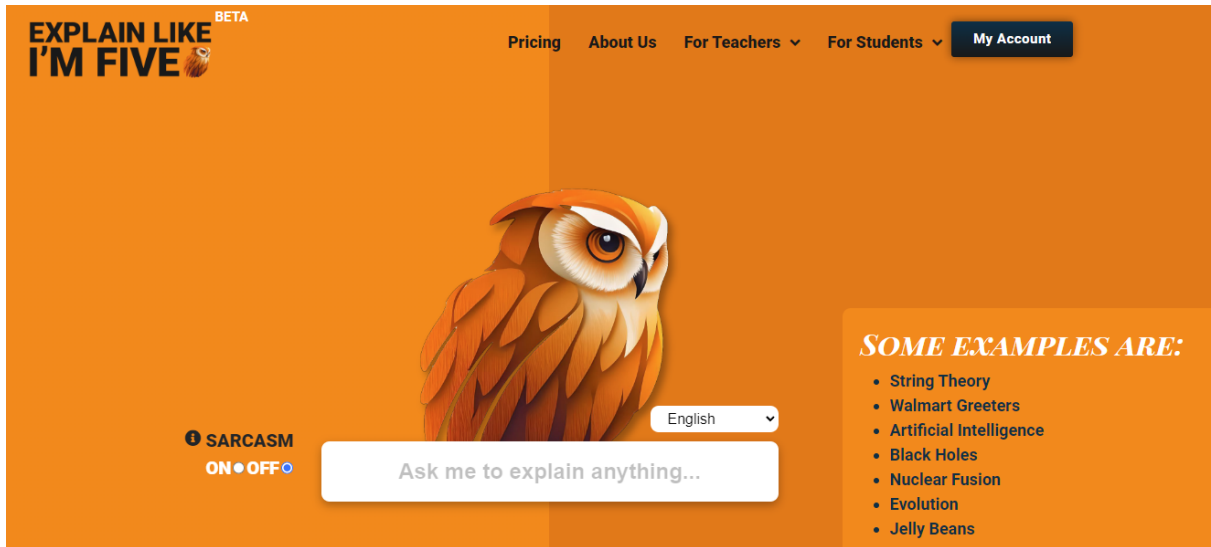 BETA
EXPLAIN LIKE
I'M FIVE
Pricing
About Us
For Teachers
For Students
My Account
English
SARCASM
ON OFF
Ask me to explain anything...
SOME EXAMPLES ARE:
String Theory
Walmart Greeters
Artificial Intelligence
Black Holes
Nuclear Fusion
Evolution
Jelly Beans